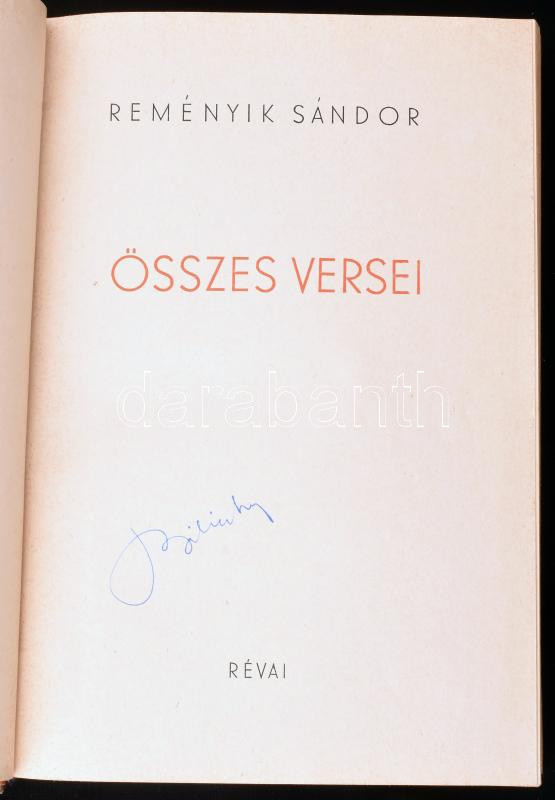 REMÉNYIK SÁNDOR
ÖSSZES VERSEI
darabanth
RÉVAI